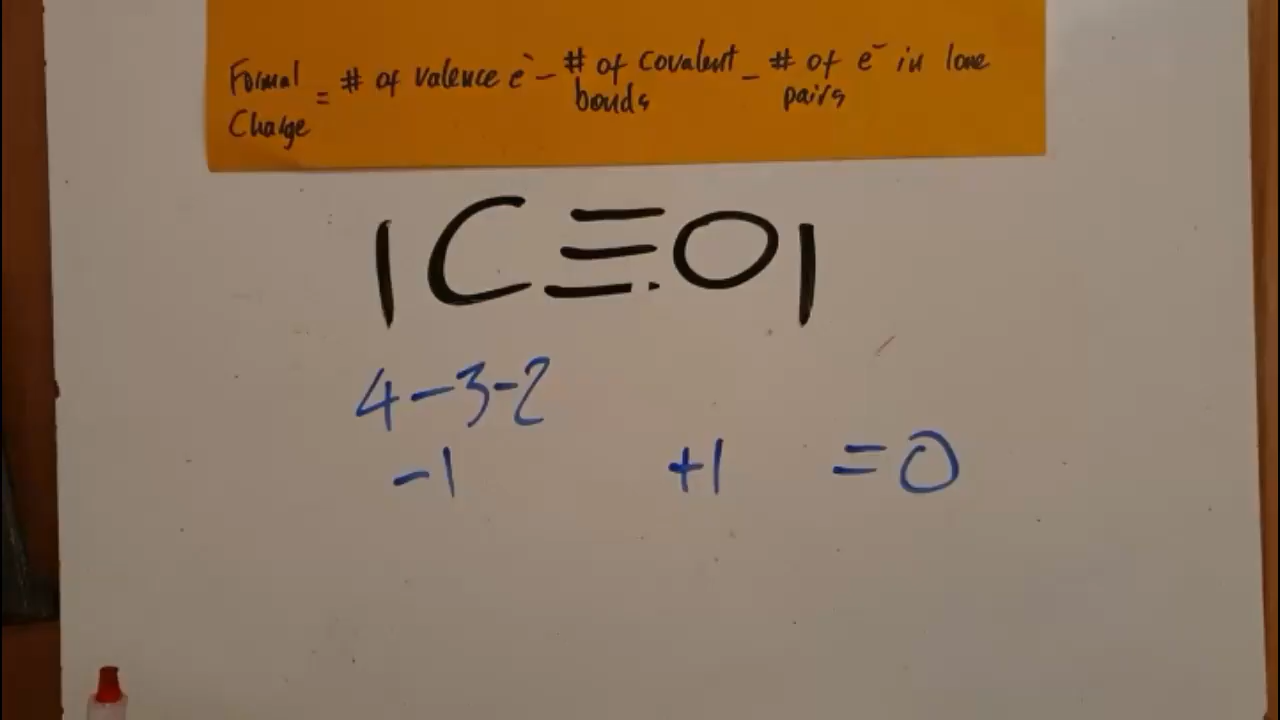 Formal Charge = # of valence e⁻ - # of covalent bonds - # of e⁻ in lone pairs
|C≡O|
4-3-2
-1 +1 =0